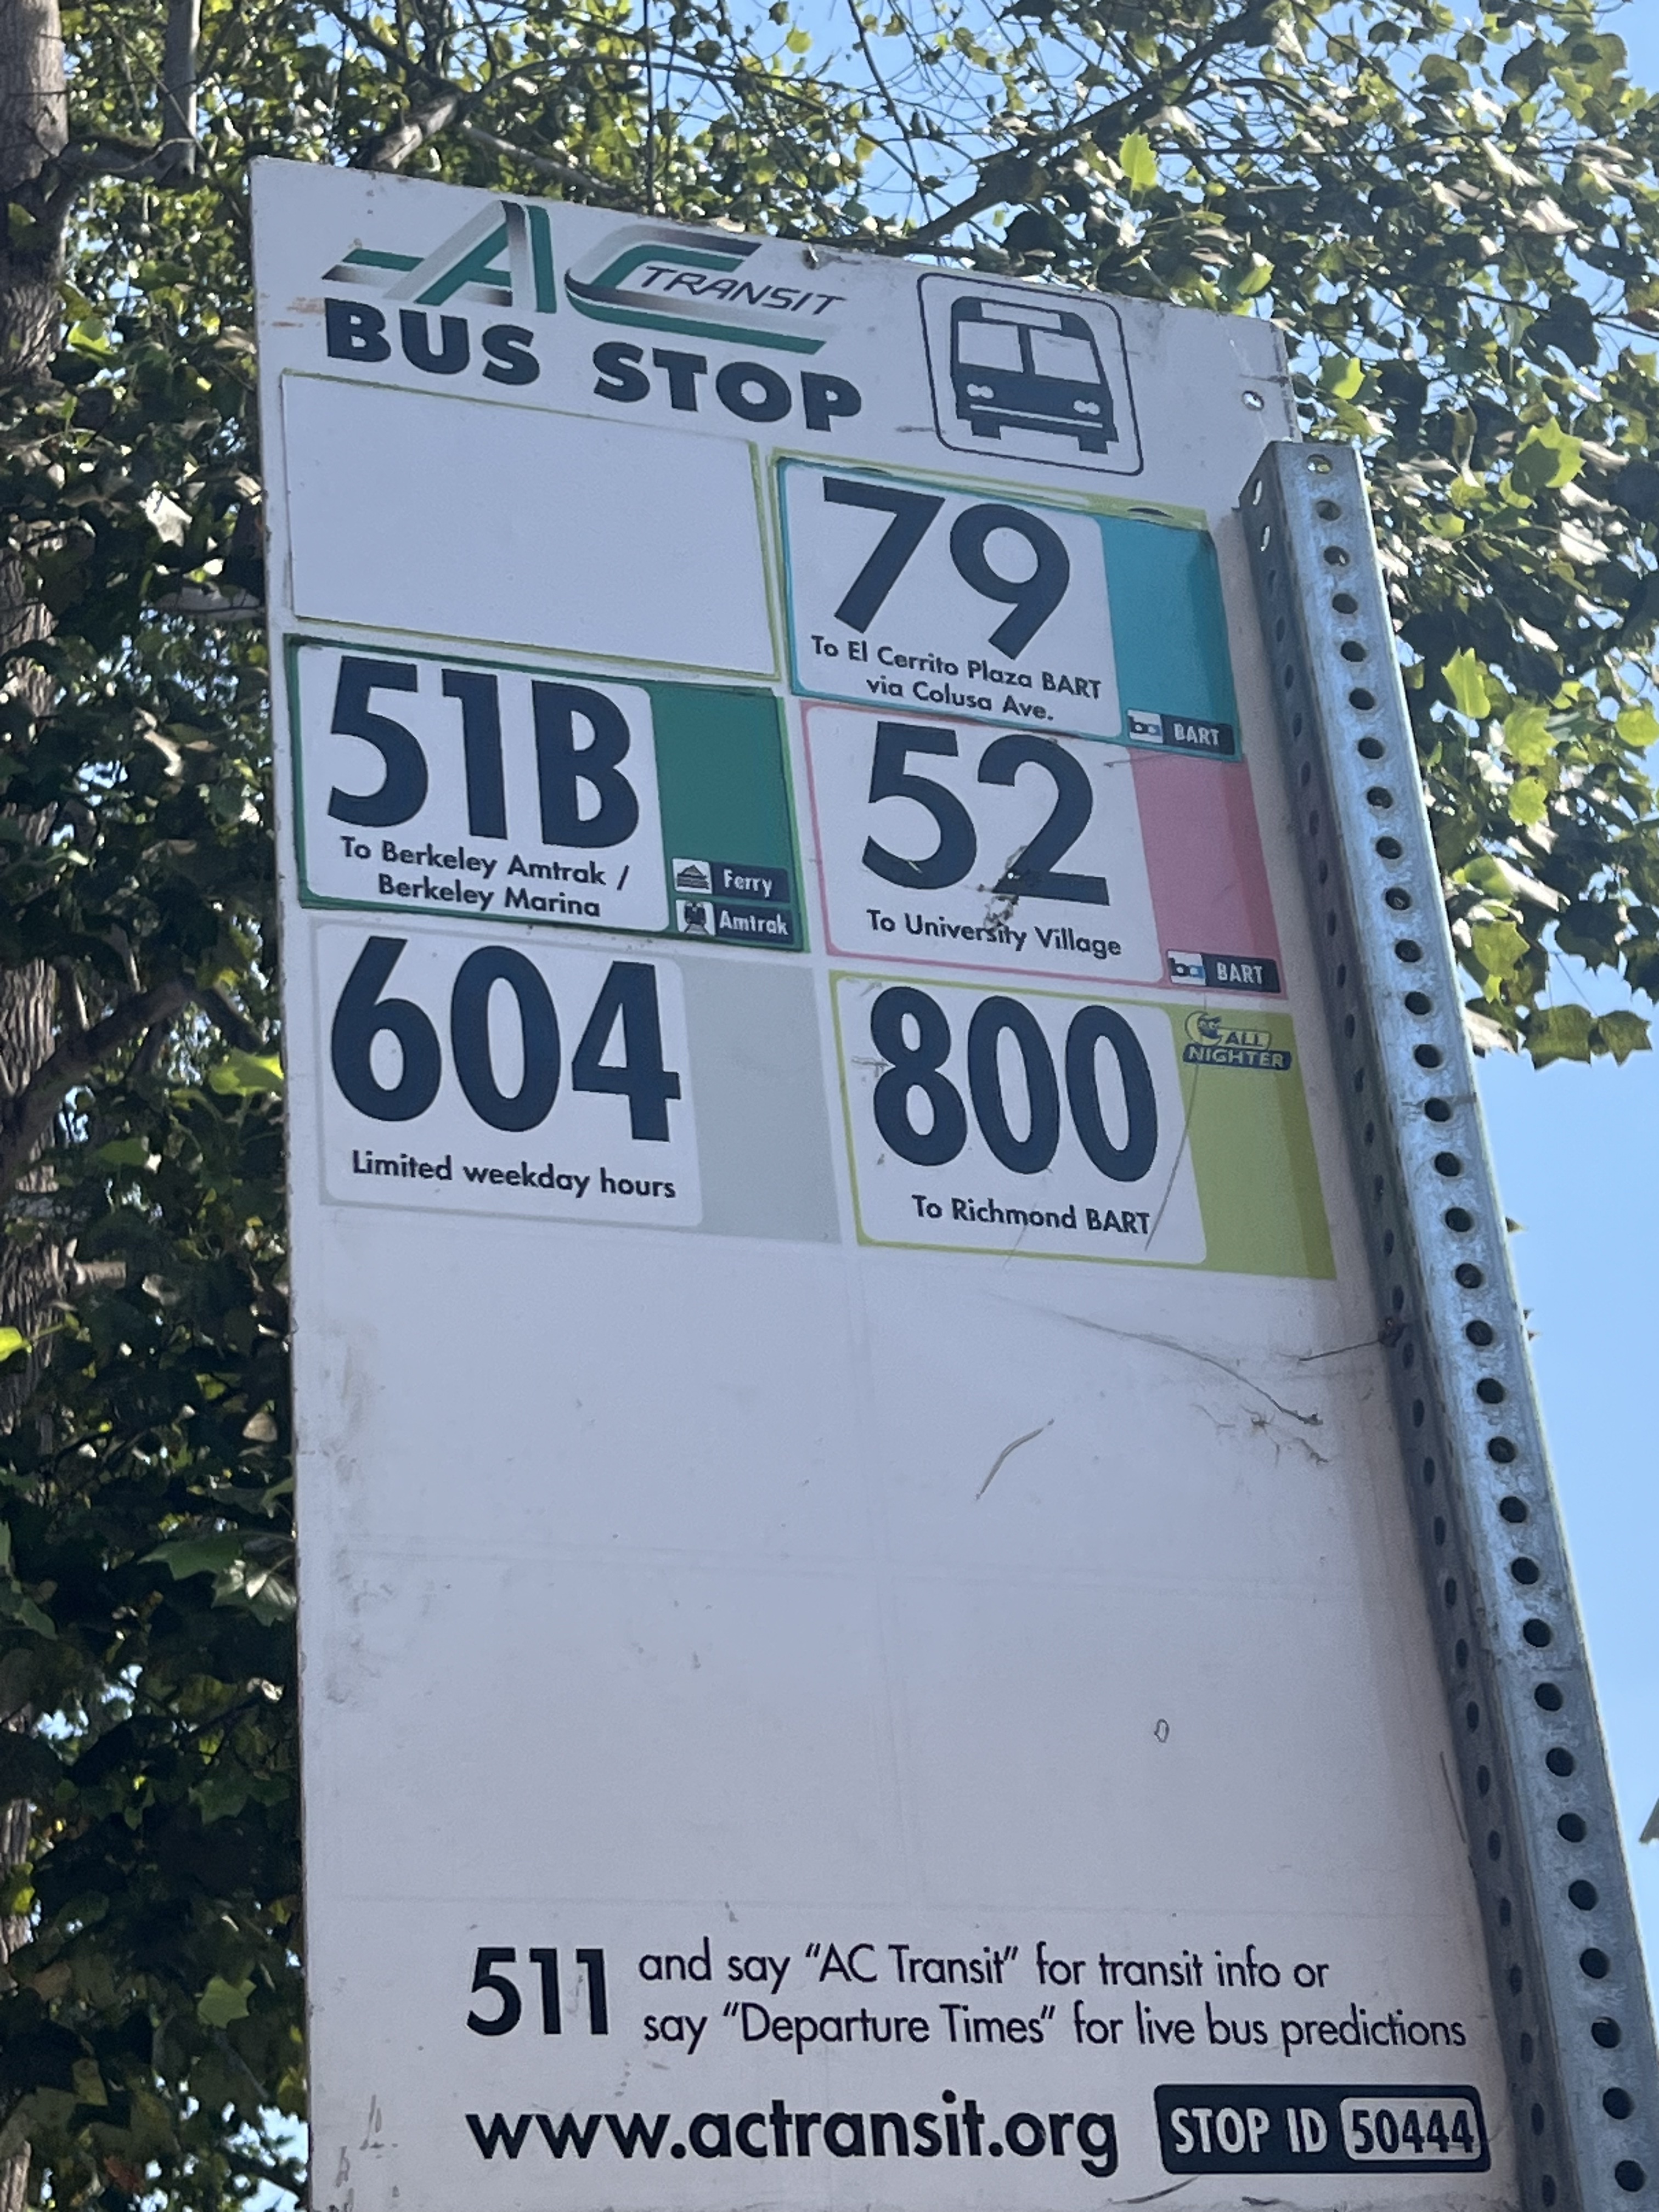 AC TRANSIT
BUS STOP
79
To El Cerrito Plaza BART
via Colusa Ave.
BART
51B
To Berkeley Amtrak /
Berkeley Marina
Ferry
Amtrak
52
To University Village
BART
604
Limited weekday hours
800
To Richmond BART
ALL
NIGHTER
511 and say “AC Transit” for transit info or
say “Departure Times” for live bus predictions
www.actransit.org STOP ID 50444